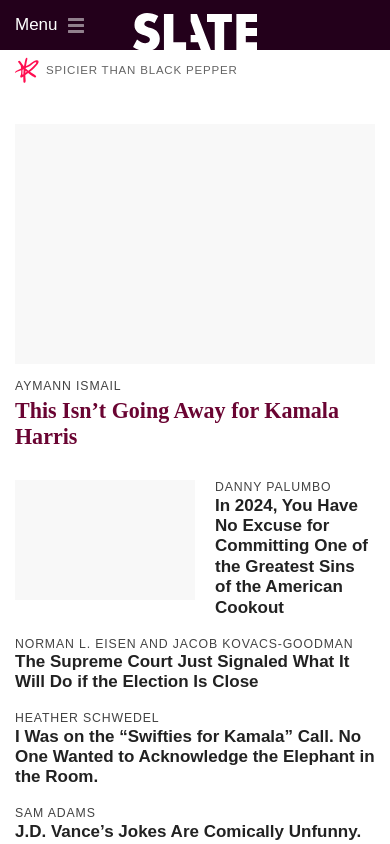 Menu
SLATE
SPICIER THAN BLACK PEPPER
AYMANN ISMAIL
This Isn’t Going Away for Kamala
Harris
DANNY PALUMBO
In 2024, You Have
No Excuse for
Committing One of
the Greatest Sins
of the American
Cookout
NORMAN L. EISEN AND JACOB KOVACS-GOODMAN
The Supreme Court Just Signaled What It
Will Do if the Election Is Close
HEATHER SCHWEDEL
I Was on the “Swifties for Kamala” Call. No
One Wanted to Acknowledge the Elephant in
the Room.
SAM ADAMS
J.D. Vance’s Jokes Are Comically Unfunny.